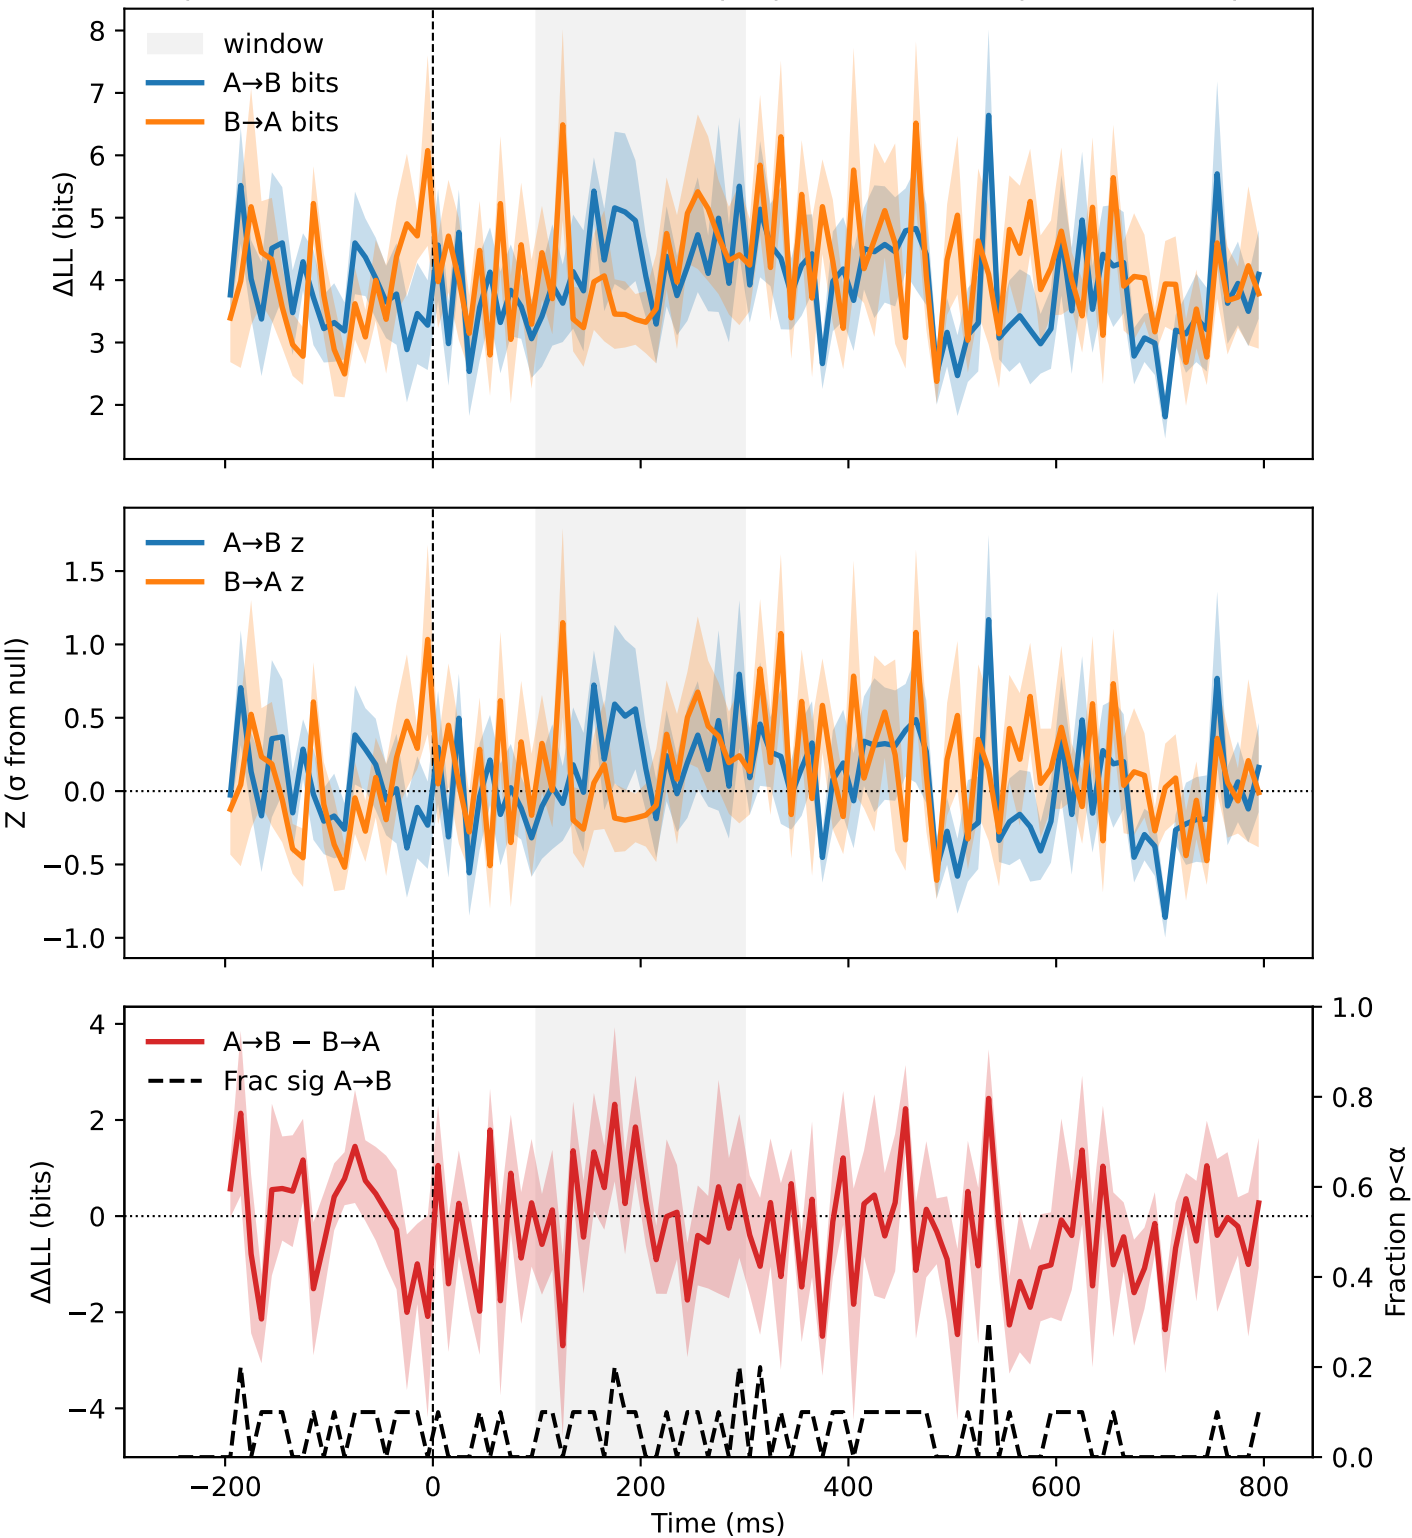 8
7
6
5
4
3
2
ΔLL (bits)
window
A→B bits
B→A bits
1.5
1.0
0.5
0.0
−0.5
−1.0
Z (σ from null)
A→B z
B→A z
4
2
0
−2
−4
ΔΔLL (bits)
A→B − B→A
Frac sig A→B
1.0
0.8
0.6
0.4
0.2
0.0
Fraction p<α
−200 0 200 400 600 800
Time (ms)